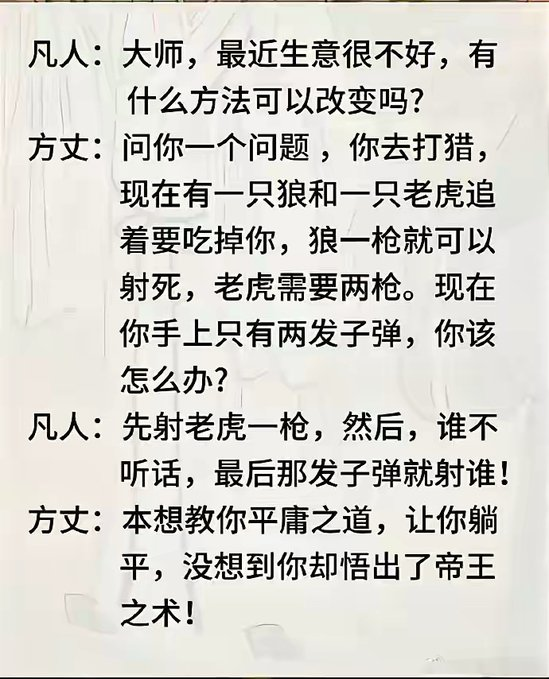 凡人：大师，最近生意很不好，有
什么方法可以改变吗？
方丈：问你一个问题，你去打猎，
现在有一只狼和一只老虎追
着要吃掉你，狼一枪就可以
射死，老虎需要两枪。现在
你手上只有两发子弹，你该
怎么办？
凡人：先射老虎一枪，然后，谁不
听话，最后那发子弹就射谁！
方丈：本想教你平庸之道，让你躺
平，没想到你却悟出了帝王
之术！